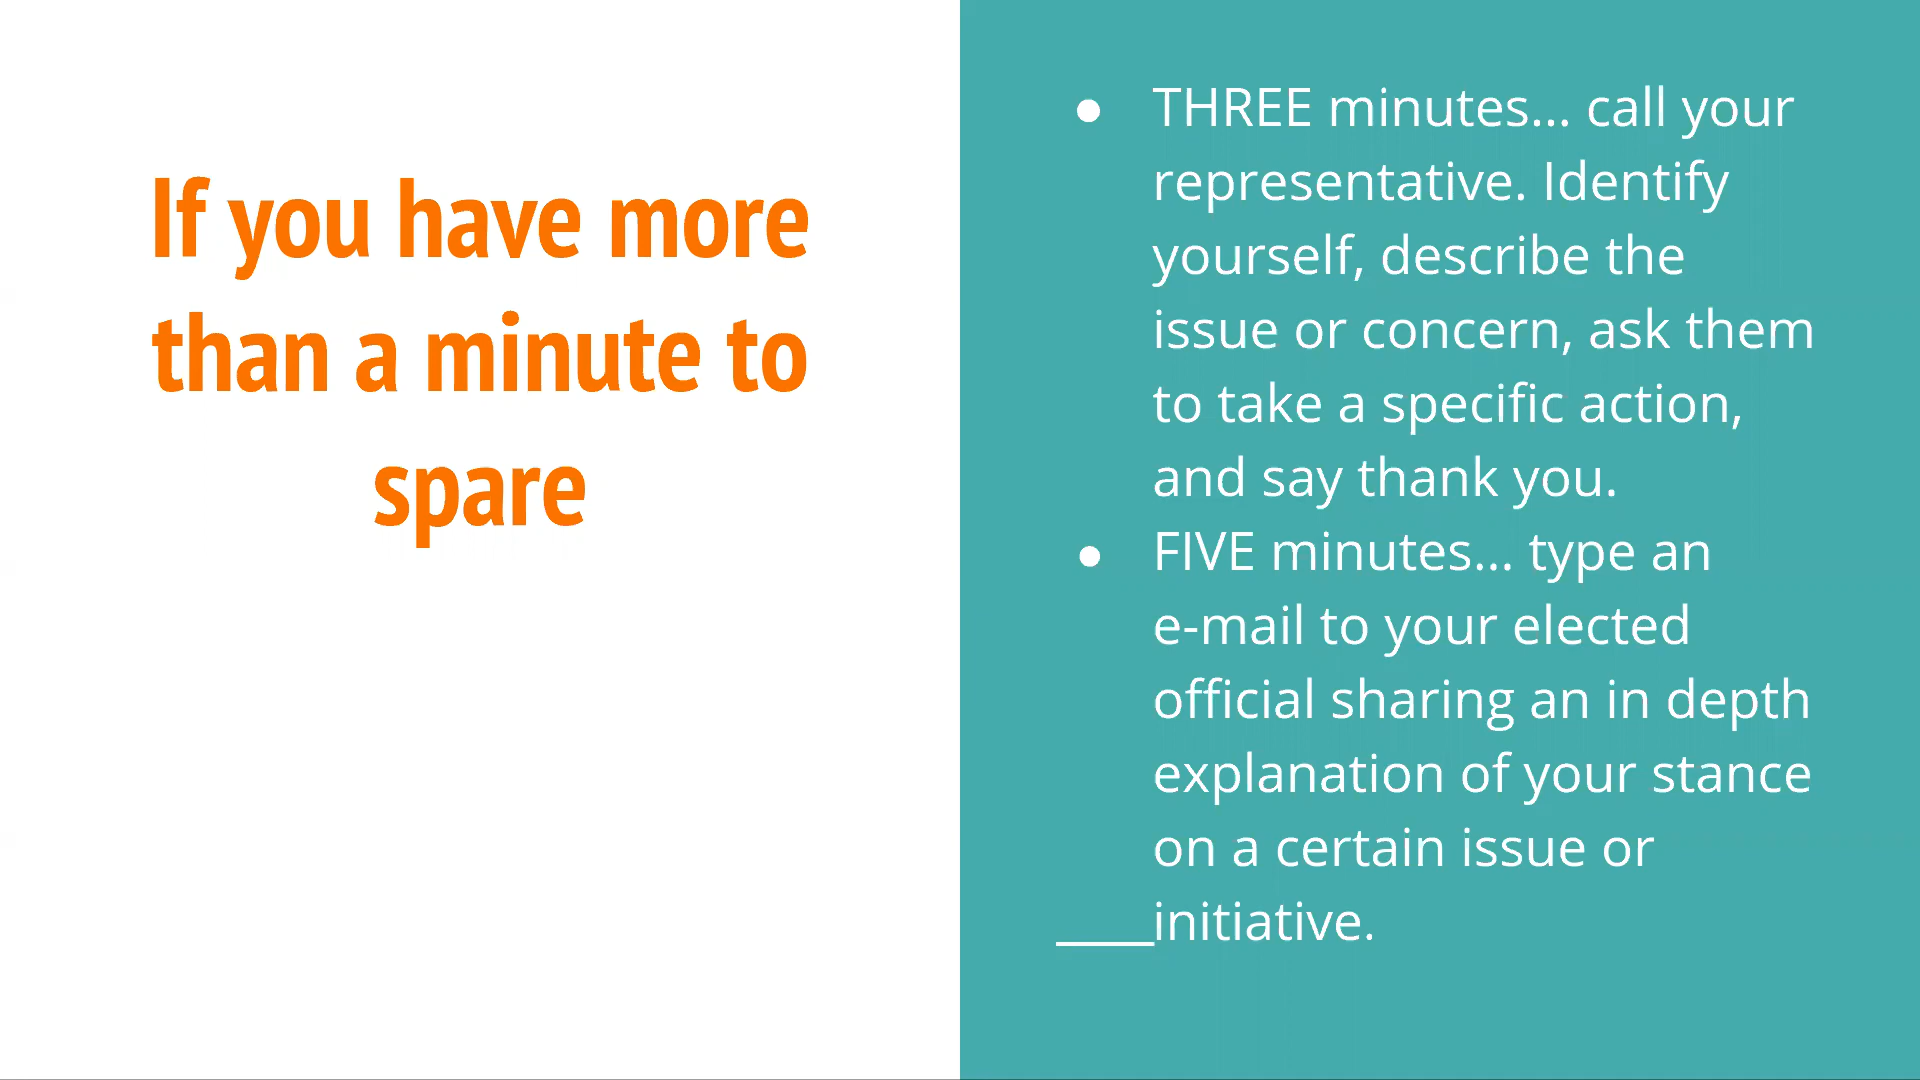 If you have more
than a minute to
spare
● THREE minutes... call your
representative. Identify
yourself, describe the
issue or concern, ask them
to take a specific action,
and say thank you.
● FIVE minutes... type an
e-mail to your elected
official sharing an in depth
explanation of your stance
on a certain issue or
initiative.